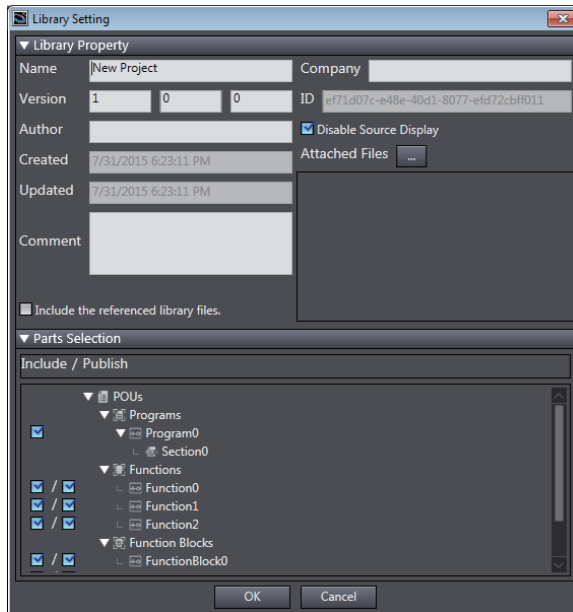 Library Setting
Library Property
Name New Project Company
Version 1 0 0 ID ef71d07c-e48e-40d1-8077-efd72cbff011
Author Disable Source Display
Created 7/31/2015 6:23:11 PM Attached Files ...
Updated 7/31/2015 6:23:11 PM
Comment
Include the referenced library files.
Parts Selection
Include / Publish
POUs
Programs
Program0
Section0
Functions
/ Function0
/ Function1
/ Function2
Function Blocks
/ FunctionBlock0
OK Cancel